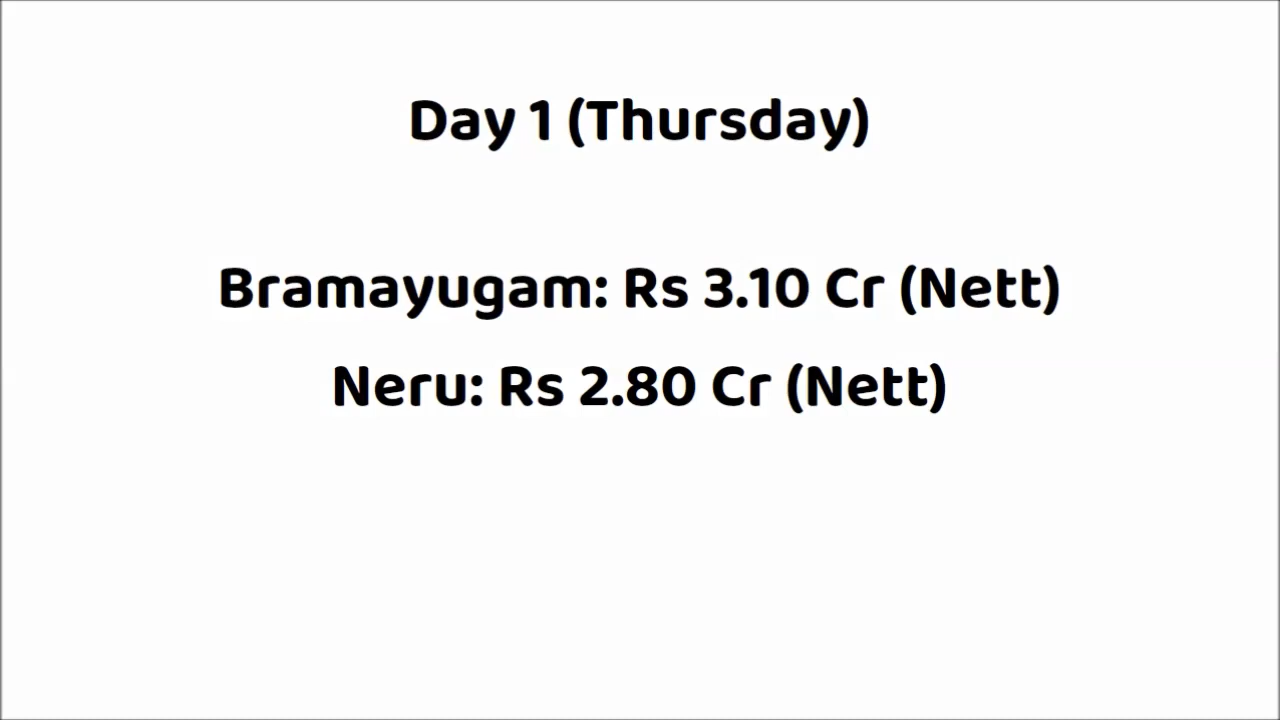 Day 1 (Thursday)
Bramayugam: Rs 3.10 Cr (Nett)
Neru: Rs 2.80 Cr (Nett)